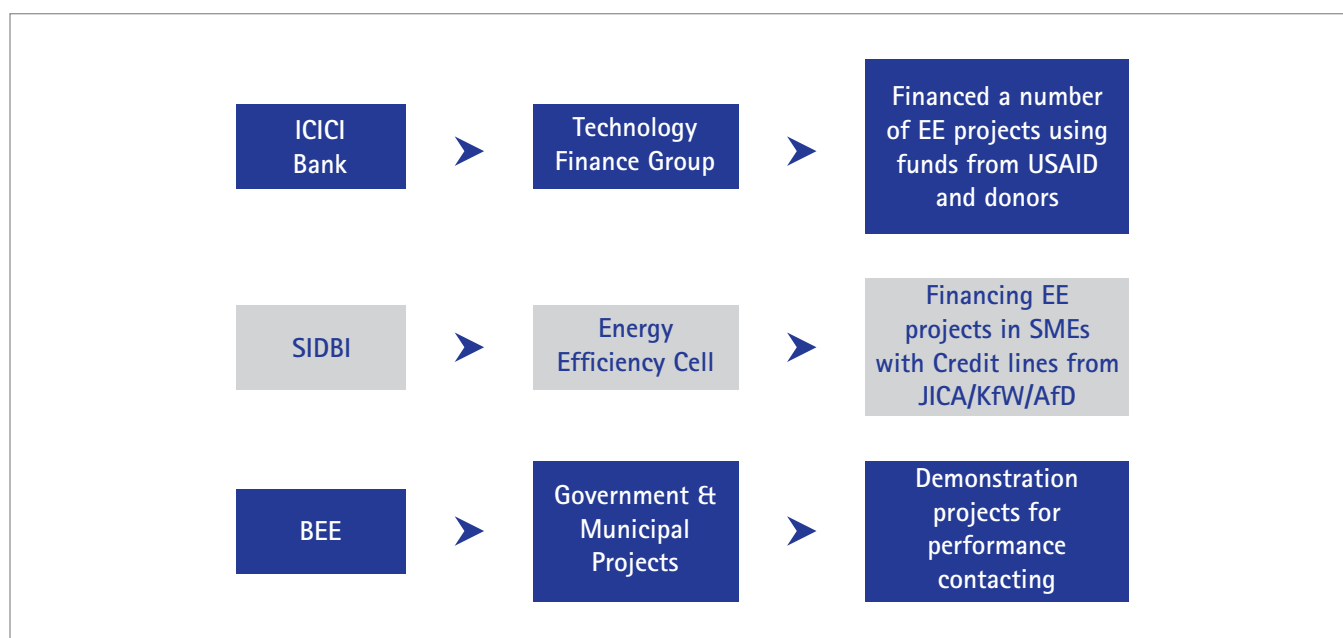 ICICI
Bank
Technology
Finance Group
Financed a number
of EE projects using
funds from USAID
and donors
SIDBI
Energy
Efficiency Cell
Financing EE
projects in SMEs
with Credit lines from
JICA/KfW/AfD
BEE
Government &
Municipal
Projects
Demonstration
projects for
performance
contacting